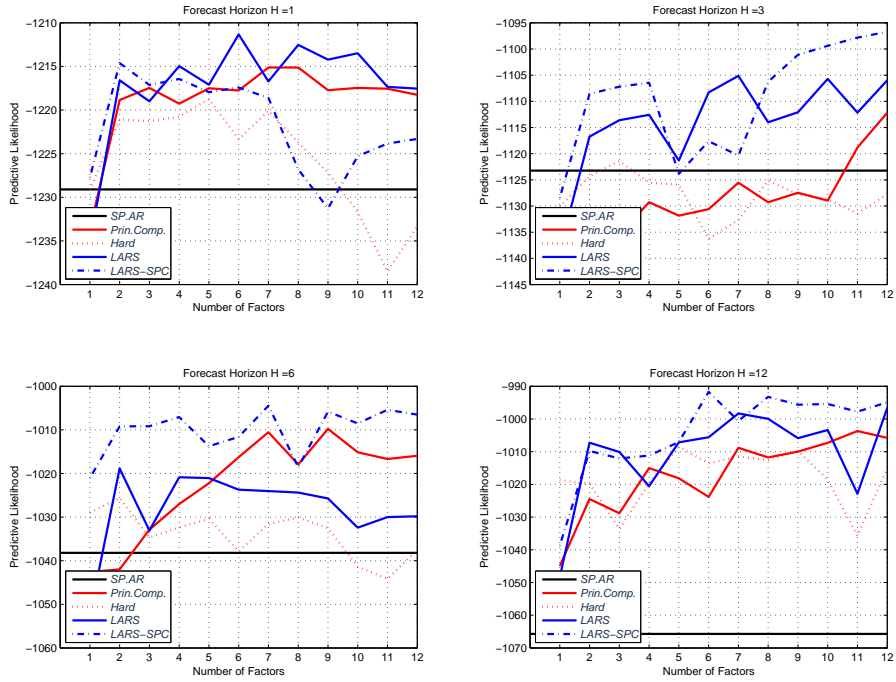 Forecast Horizon H =1
Predictive Likelihood
−1210
−1215
−1220
−1225
−1230
−1235
−1240
SP.AR
Prin.Comp.
Hard
LARS
LARS−SPC
1 2 3 4 5 6 7 8 9 10 11 12
Number of Factors
Forecast Horizon H =3
Predictive Likelihood
−1095
−1100
−1105
−1110
−1115
−1120
−1125
−1130
−1135
−1140
−1145
SP.AR
Prin.Comp.
Hard
LARS
LARS−SPC
1 2 3 4 5 6 7 8 9 10 11 12
Number of Factors
Forecast Horizon H =6
Predictive Likelihood
−1000
−1010
−1020
−1030
−1040
−1050
−1060
SP.AR
Prin.Comp.
Hard
LARS
LARS−SPC
1 2 3 4 5 6 7 8 9 10 11 12
Number of Factors
Forecast Horizon H =12
Predictive Likelihood
−990
−1000
−1010
−1020
−1030
−1040
−1050
−1060
−1070
SP.AR
Prin.Comp.
Hard
LARS
LARS−SPC
1 2 3 4 5 6 7 8 9 10 11 12
Number of Factors